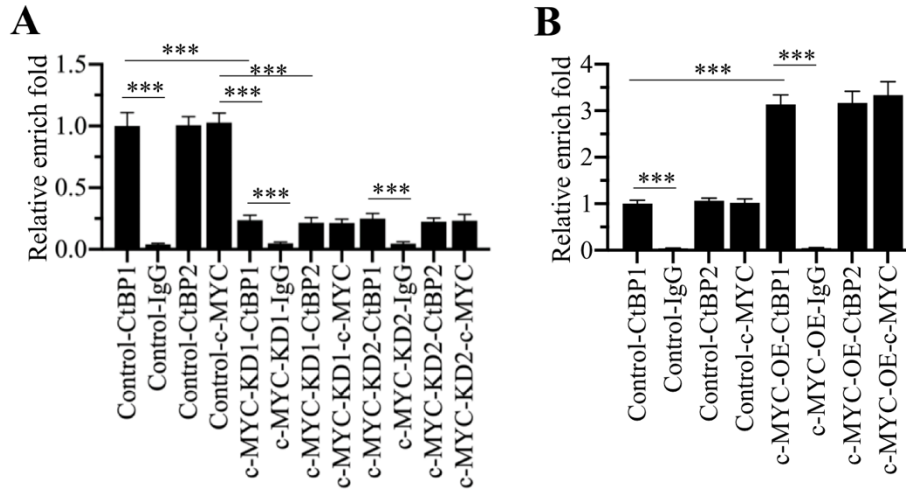 A
Relative enrich fold
1.5
1.0
0.5
0.0
***
***
***
***
***
***
Control-CtBP1
Control-IgG
Control-CtBP2
Control-c-MYC
c-MYC-KD1-CtBP1
c-MYC-KD1-IgG
c-MYC-KD1-CtBP2
c-MYC-KD1-c-MYC
c-MYC-KD2-CtBP1
c-MYC-KD2-IgG
c-MYC-KD2-CtBP2
c-MYC-KD2-c-MYC
B
Relative enrich fold
4
3
2
1
0
***
***
***
Control-CtBP1
Control-IgG
Control-CtBP2
Control-c-MYC
c-MYC-OE-CtBP1
c-MYC-OE-IgG
c-MYC-OE-CtBP2
c-MYC-OE-c-MYC